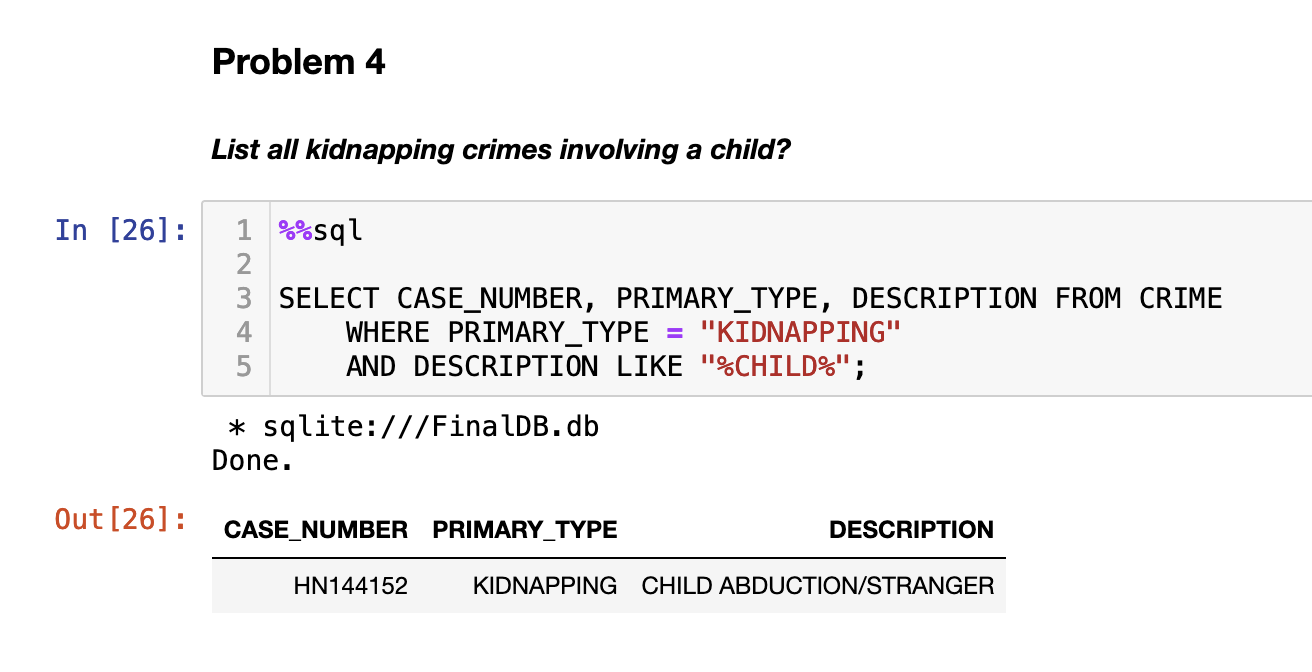 Problem 4
List all kidnapping crimes involving a child?
In [26]:
1 %%sql
2
3 SELECT CASE_NUMBER, PRIMARY_TYPE, DESCRIPTION FROM CRIME
4     WHERE PRIMARY_TYPE = "KIDNAPPING"
5     AND DESCRIPTION LIKE "%CHILD%";
 * sqlite:///FinalDB.db
Done.
Out[26]:
CASE_NUMBER PRIMARY_TYPE DESCRIPTION
HN144152 KIDNAPPING CHILD ABDUCTION/STRANGER